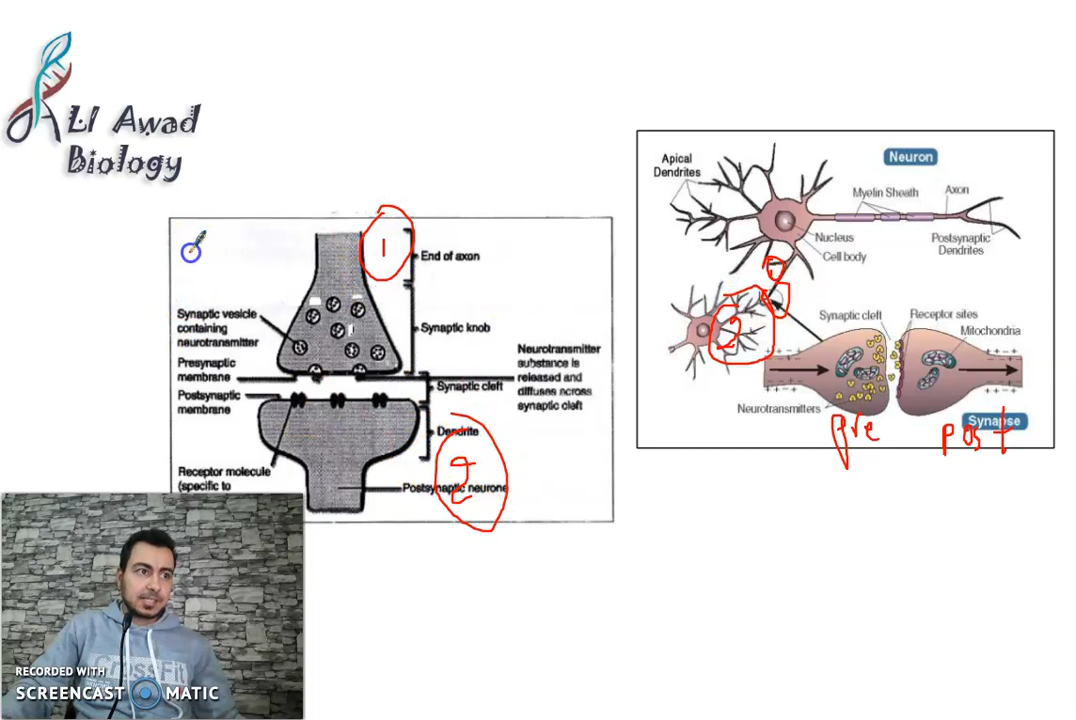 ALI Awad
Biology
1
End of axon
Synaptic vesicle
containing
neurotransmitter
Synaptic knob
Presynaptic
membrane
Neurotransmitter
substance is
released and
diffuses across
synaptic cleft
Synaptic cleft
Postsynaptic
membrane
Dendrite
2
Receptor molecule
(specific to
Postsynaptic neurone
Neuron
Apical
Dendrites
Myelin Sheath
Axon
Nucleus
Cell body
Postsynaptic
Dendrites
1
2
Synaptic cleft
Receptor sites
Mitochondria
Neurotransmitters
Synapse
pre
post
RECORDED WITH
SCREENCAST MATIC
CROSSFIT